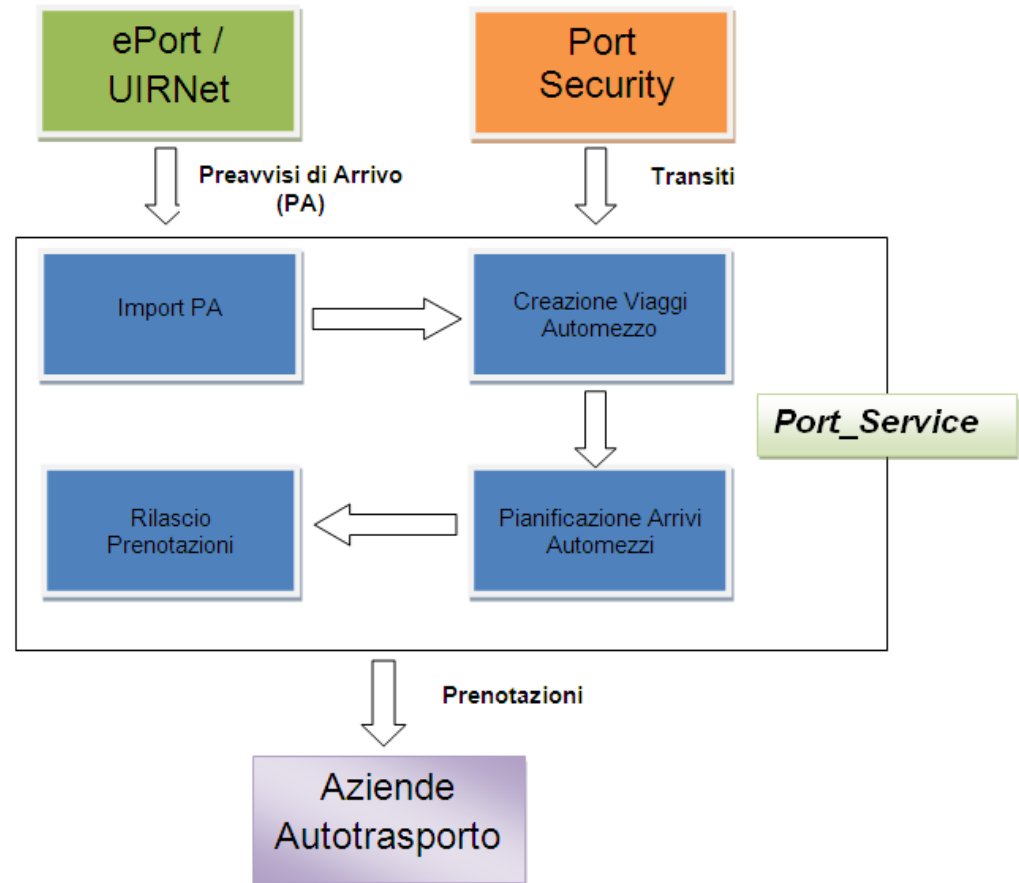 ePort /
UIRNet
Port
Security
Preavvisi di Arrivo
(PA)
Transiti
Import PA
Creazione Viaggi
Automezzo
Port_Service
Rilascio
Prenotazioni
Pianificazione Arrivi
Automezzi
Prenotazioni
Aziende
Autotrasporto